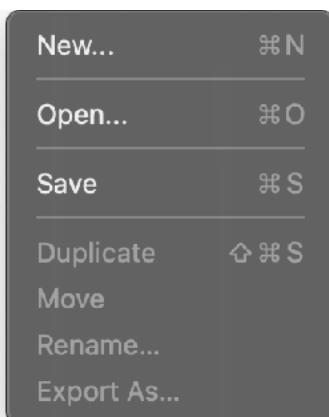 New... ⌘N
Open... ⌘O
Save ⌘S
Duplicate ⇧⌘S
Move
Rename...
Export As...